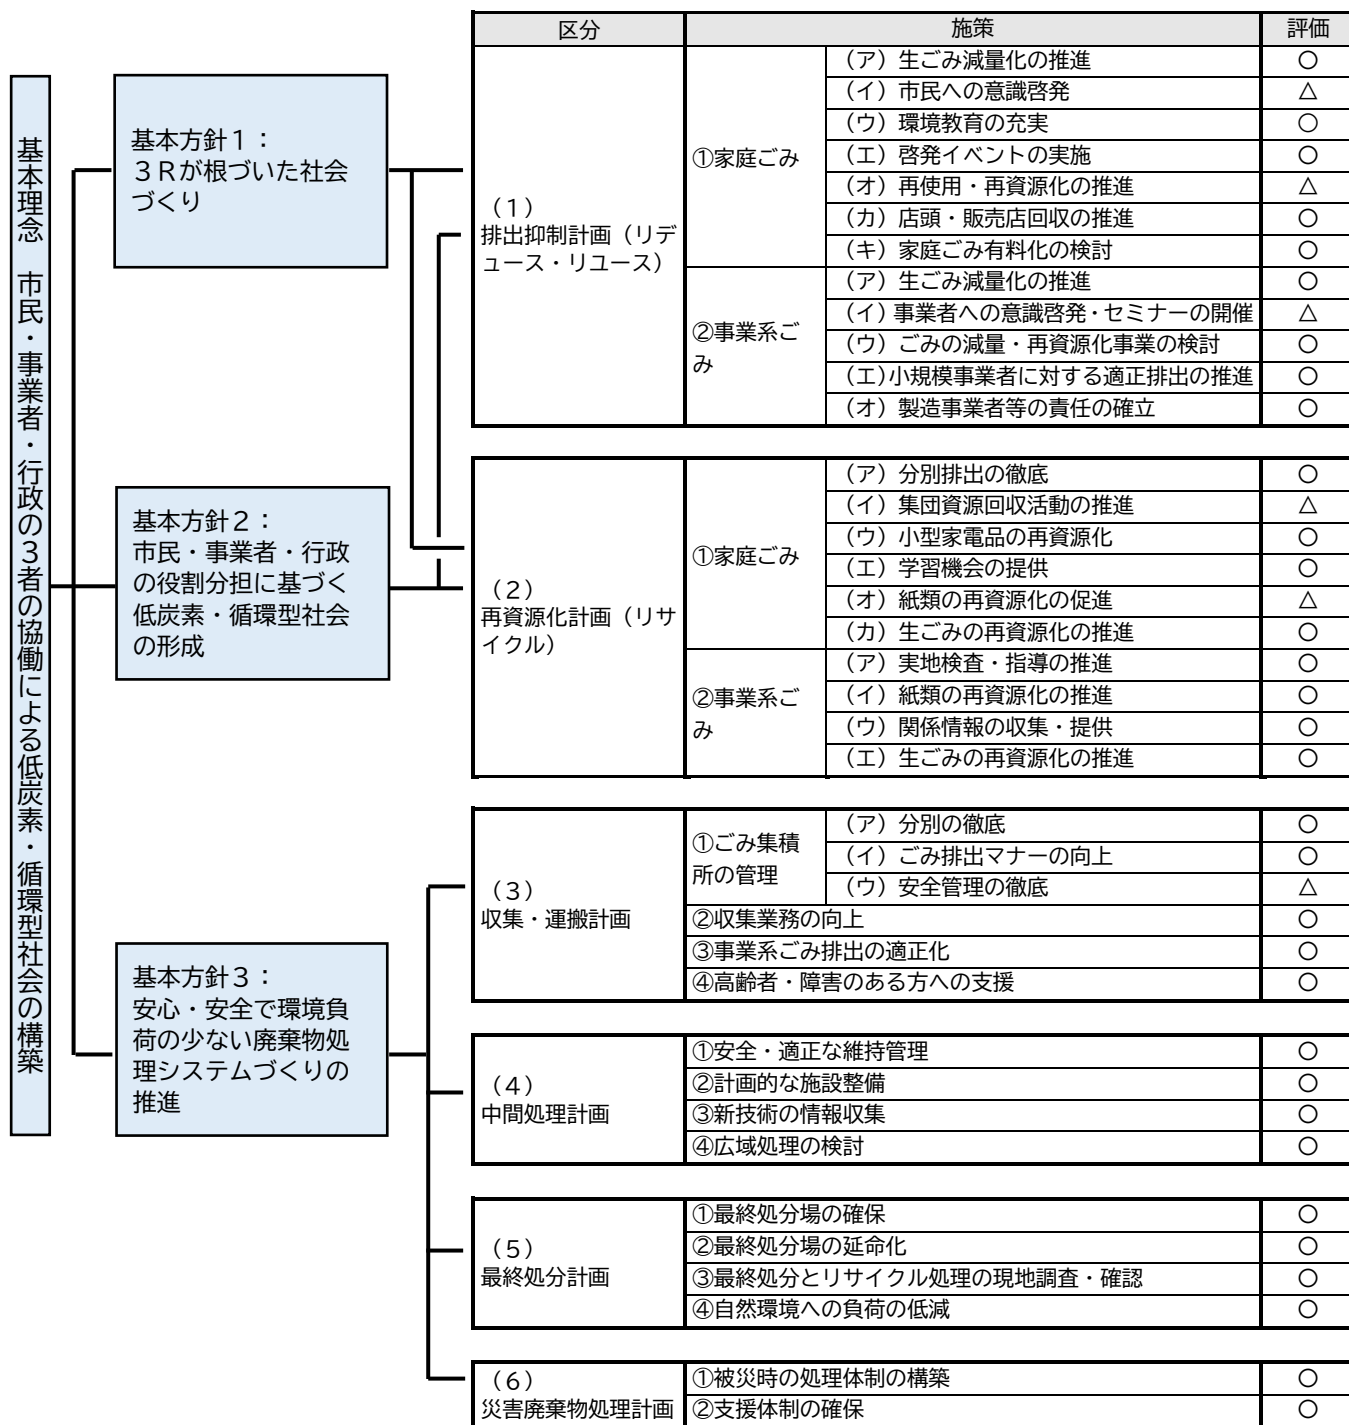 基本理念　市民・事業者・行政の３者の協働による低炭素・循環型社会の構築
基本方針１：
３Ｒが根づいた社会
づくり
基本方針２：
市民・事業者・行政
の役割分担に基づく
低炭素・循環型社会
の形成
基本方針３：
安心・安全で環境負
荷の少ない廃棄物処
理システムづくりの
推進
区分 施策 評価
（１）
排出抑制計画（リデ
ュース・リユース）
①家庭ごみ
（ア）生ごみ減量化の推進 ○
（イ）市民への意識啓発 △
（ウ）環境教育の充実 ○
（エ）啓発イベントの実施 ○
（オ）再使用・再資源化の推進 △
（カ）店頭・販売店回収の推進 ○
（キ）家庭ごみ有料化の検討 ○
②事業系ご
み
（ア）生ごみ減量化の推進 ○
（イ）事業者への意識啓発・セミナーの開催 △
（ウ）ごみの減量・再資源化事業の検討 ○
（エ）小規模事業者に対する適正排出の推進 ○
（オ）製造事業者等の責任の確立 ○
（２）
再資源化計画（リサ
イクル）
①家庭ごみ
（ア）分別排出の徹底 ○
（イ）集団資源回収活動の推進 △
（ウ）小型家電品の再資源化 ○
（エ）学習機会の提供 ○
（オ）紙類の再資源化の促進 △
（カ）生ごみの再資源化の推進 ○
②事業系ご
み
（ア）実地検査・指導の推進 ○
（イ）紙類の再資源化の推進 ○
（ウ）関係情報の収集・提供 ○
（エ）生ごみの再資源化の推進 ○
（３）
収集・運搬計画
①ごみ集積
所の管理
（ア）分別の徹底 ○
（イ）ごみ排出マナーの向上 ○
（ウ）安全管理の徹底 △
②収集業務の向上 ○
③事業系ごみ排出の適正化 ○
④高齢者・障害のある方への支援 ○
（４）
中間処理計画
①安全・適正な維持管理 ○
②計画的な施設整備 ○
③新技術の情報収集 ○
④広域処理の検討 ○
（５）
最終処分計画
①最終処分場の確保 ○
②最終処分場の延命化 ○
③最終処分とリサイクル処理の現地調査・確認 ○
④自然環境への負荷の低減 ○
（６）
災害廃棄物処理計画
①被災時の処理体制の構築 ○
②支援体制の確保 ○